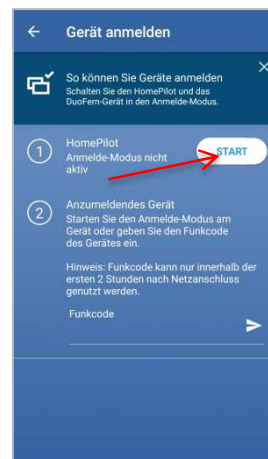 Gerät anmelden
So können Sie Geräte anmelden
Schalten Sie den HomePilot und das
DuoFern-Gerät in den Anmelde-Modus.
1
HomePilot
Anmelde-Modus nicht
aktiv
START
2
Anzumeldendes Gerät
Starten Sie den Anmelde-Modus am
Gerät oder geben Sie den Funkcode
des Gerätes ein.
Hinweis: Funkcode kann nur innerhalb der
ersten 2 Stunden nach Netzanschluss
genutzt werden.
Funkcode